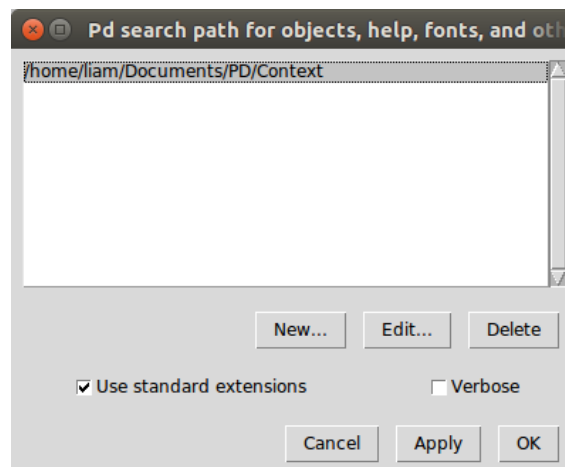 Pd search path for objects, help, fonts, and oth
/home/liam/Documents/PD/Context
New... Edit... Delete
Use standard extensions Verbose
Cancel Apply OK